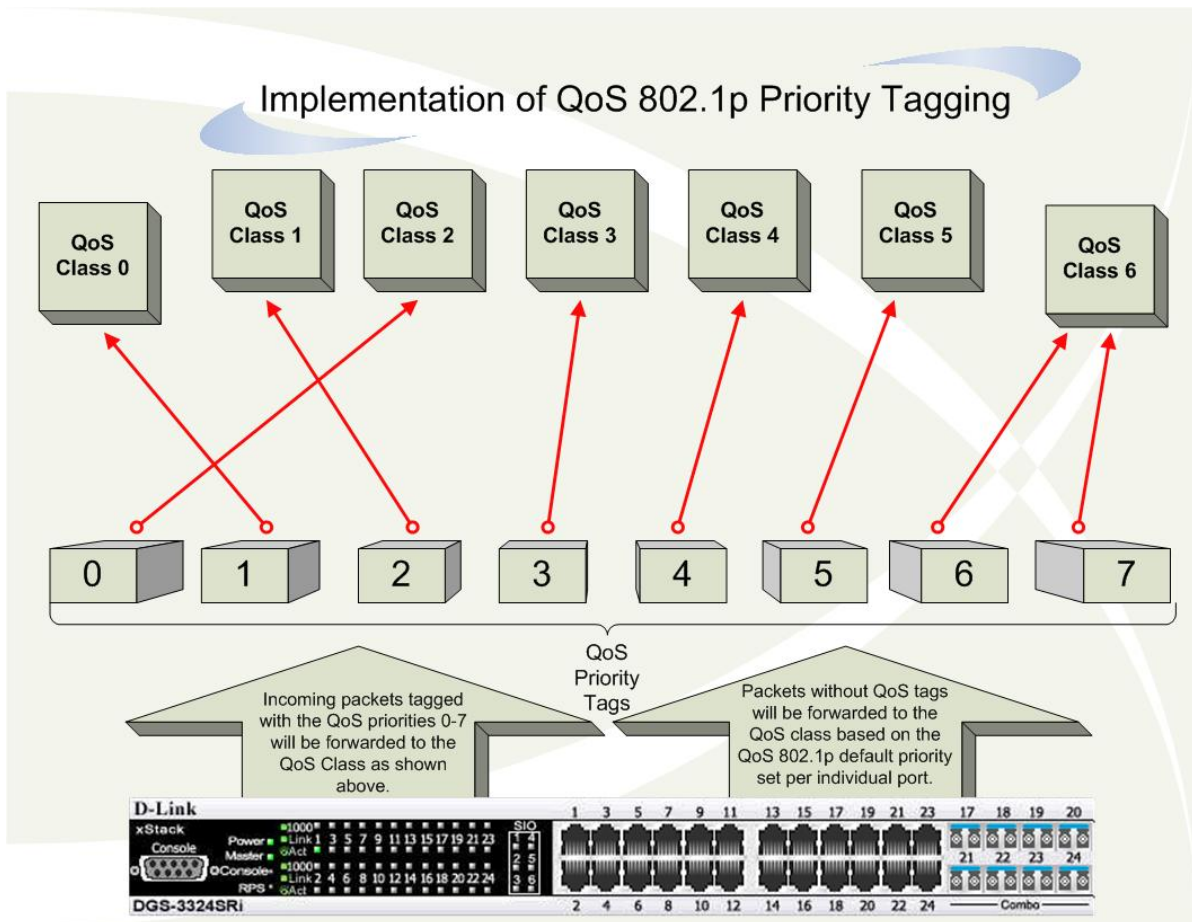 Implementation of QoS 802.1p Priority Tagging
QoS
Class 0
QoS
Class 1
QoS
Class 2
QoS
Class 3
QoS
Class 4
QoS
Class 5
QoS
Class 6
0 1 2 3 4 5 6 7
QoS
Priority
Tags
Incoming packets tagged
with the QoS priorities 0-7
will be forwarded to the
QoS Class as shown
above.
Packets without QoS tags
will be forwarded to the
QoS class based on the
QoS 802.1p default priority
set per individual port.
D-Link
xStack
Console
Power
Master
Console
RPS
1000
Link 1 3 5 7 9 11 13 15 17 19 21 23
Act
1000
Link 2 4 6 8 10 12 14 16 18 20 22 24
Act
SIO
1 4
2 5
3 6
DGS-3324SRi
1 3 5 7 9 11 13 15 17 19 21 23
2 4 6 8 10 12 14 16 18 20 22 24
17 18 19 20
21 22 23 24
Combo